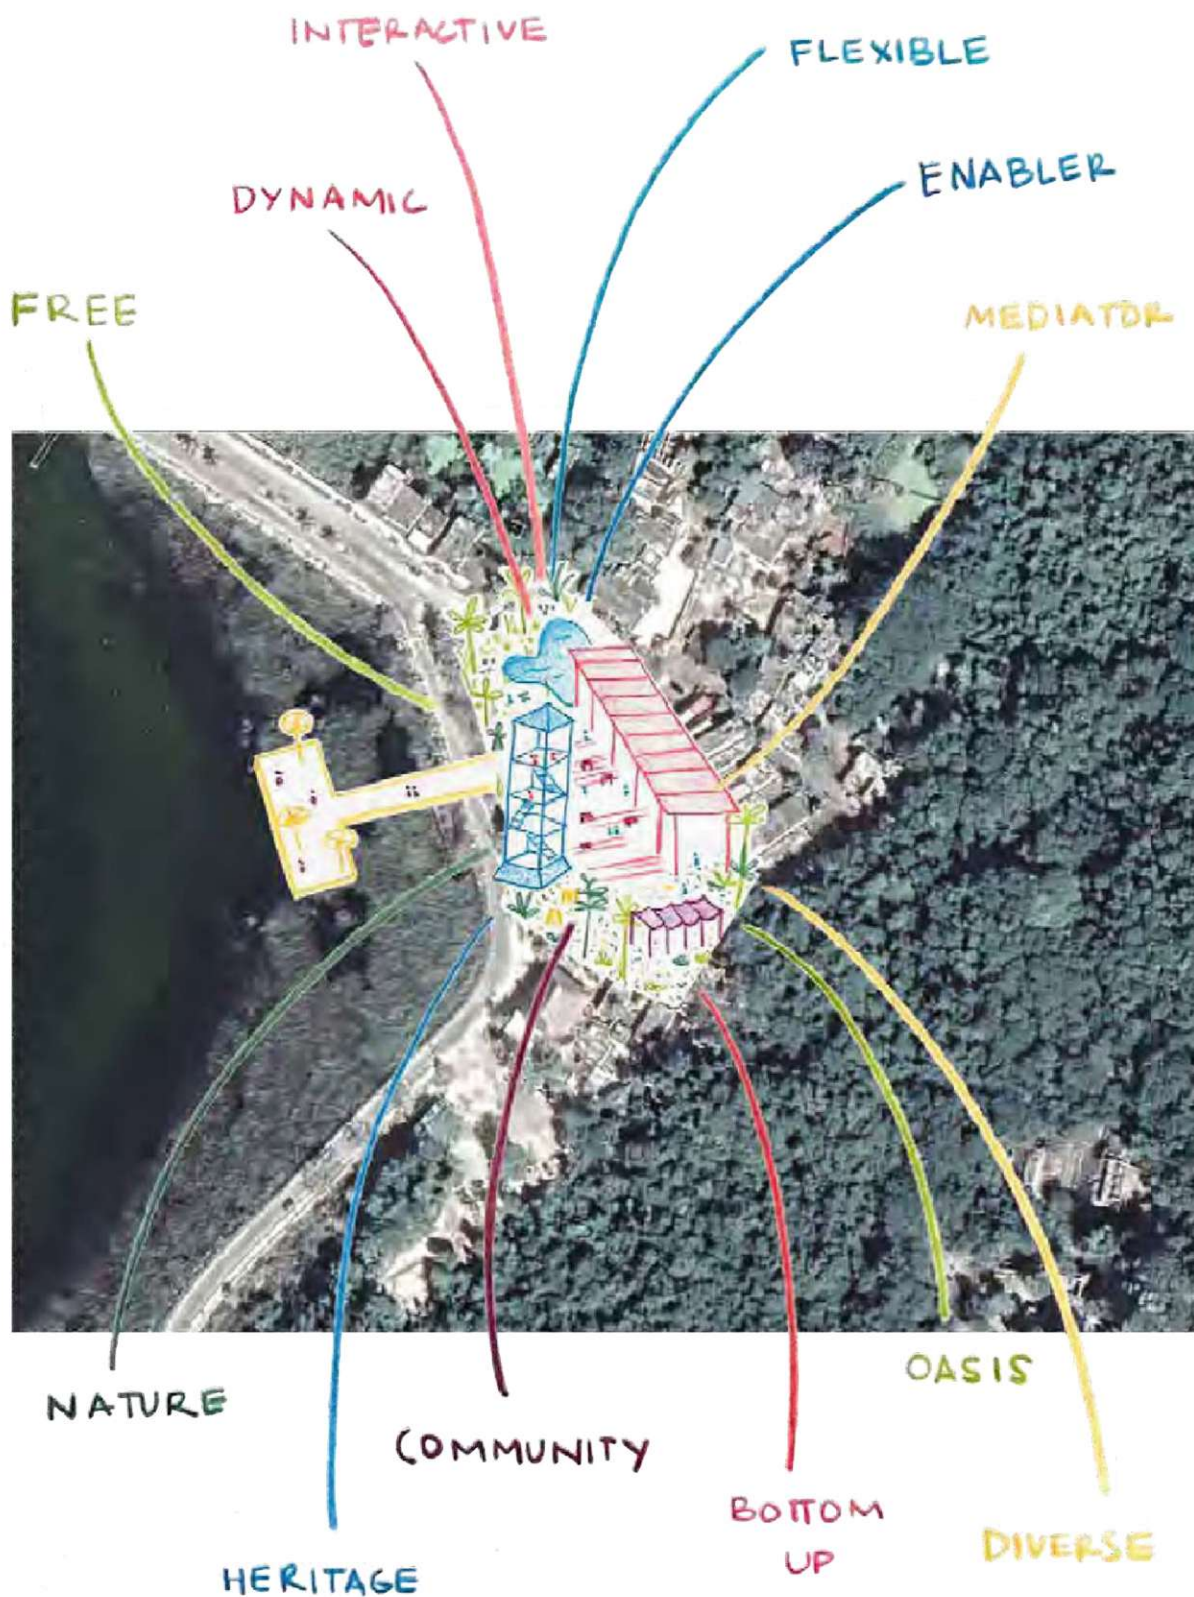 INTERACTIVE
FLEXIBLE
ENABLER
DYNAMIC
FREE
MEDIATOR
NATURE
OASIS
COMMUNITY
BOTTOM
UP
DIVERSE
HERITAGE